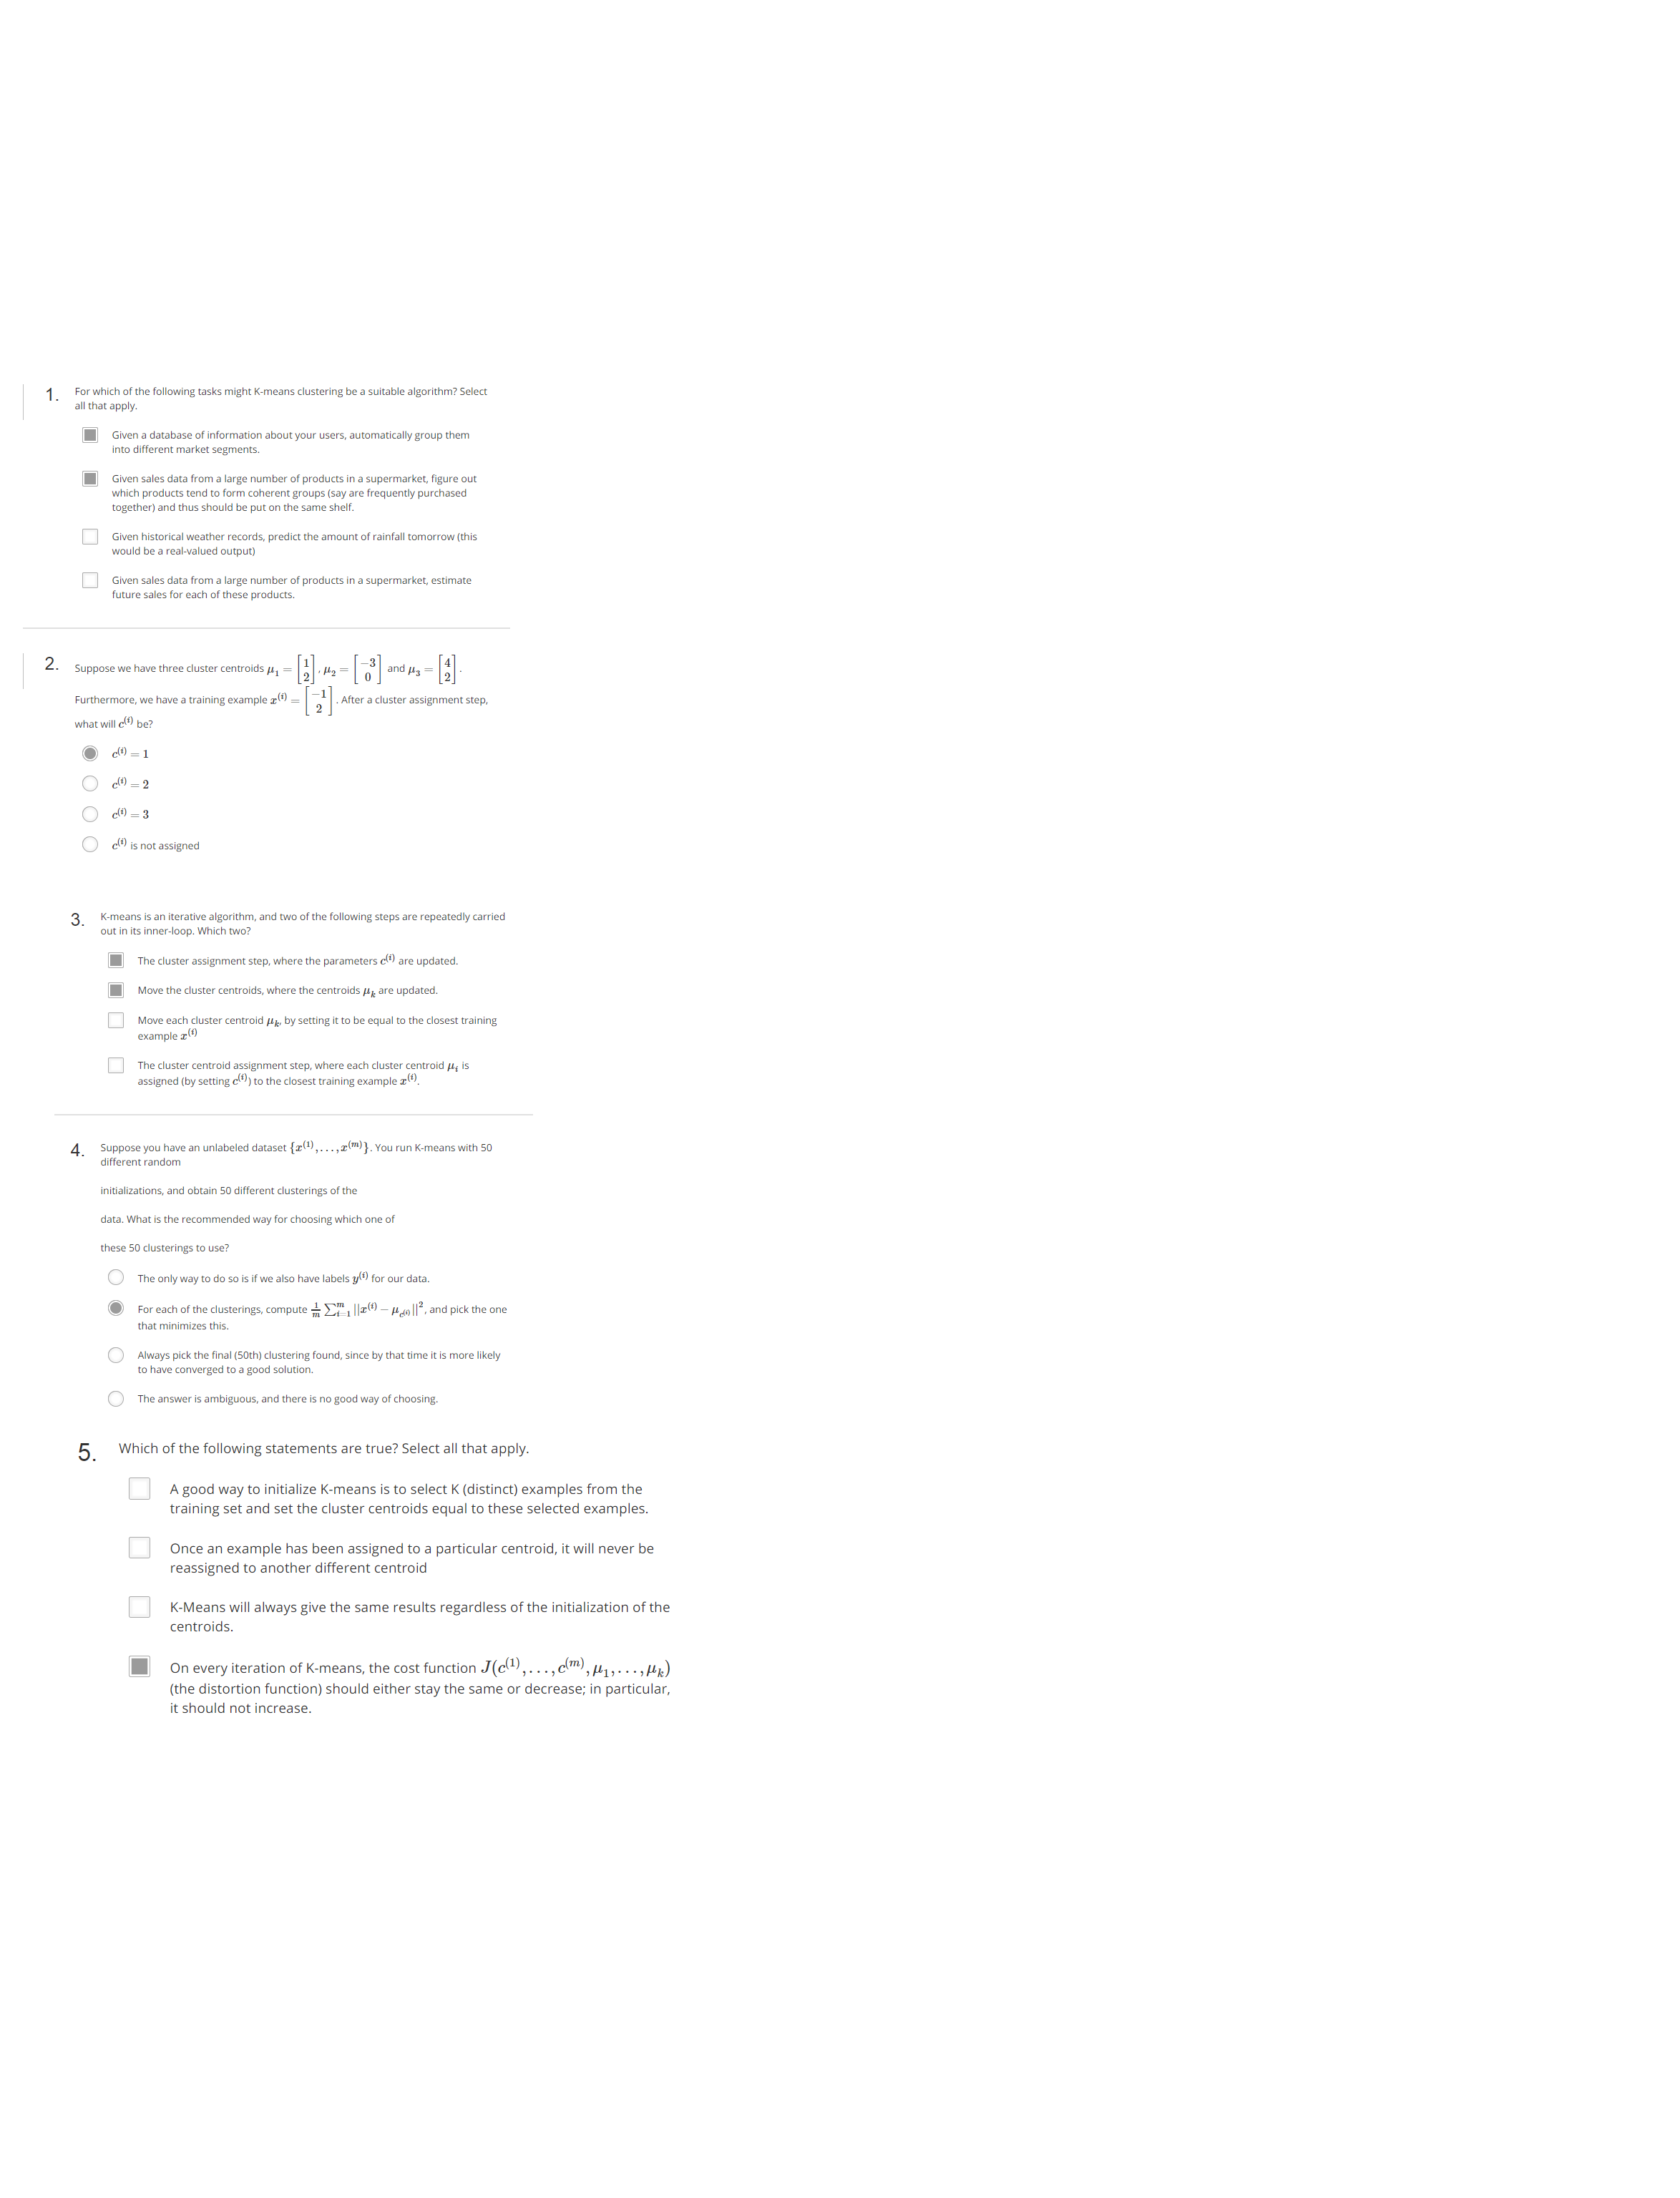 1. For which of the following tasks might K-means clustering be a suitable algorithm? Select
all that apply.
Given a database of information about your users, automatically group them
into different market segments.
Given sales data from a large number of products in a supermarket, figure out
which products tend to form coherent groups (say are frequently purchased
together) and thus should be put on the same shelf.
Given historical weather records, predict the amount of rainfall tomorrow (this
would be a real-valued output)
Given sales data from a large number of products in a supermarket, estimate
future sales for each of these products.
2. Suppose we have three cluster centroids $\mu_1 = \begin{bmatrix} 1 \\ 2 \end{bmatrix}$, $\mu_2 = \begin{bmatrix} -3 \\ 0 \end{bmatrix}$ and $\mu_3 = \begin{bmatrix} 4 \\ 2 \end{bmatrix}$.
Furthermore, we have a training example $x^{(i)} = \begin{bmatrix} -1 \\ 2 \end{bmatrix}$. After a cluster assignment step,
what will $c^{(i)}$ be?
$c^{(i)} = 1$
$c^{(i)} = 2$
$c^{(i)} = 3$
$c^{(i)}$ is not assigned
3. K-means is an iterative algorithm, and two of the following steps are repeatedly carried
out in its inner-loop. Which two?
The cluster assignment step, where the parameters $c^{(i)}$ are updated.
Move the cluster centroids, where the centroids $\mu_k$ are updated.
Move each cluster centroid $\mu_k$, by setting it to be equal to the closest training
example $x^{(i)}$
The cluster centroid assignment step, where each cluster centroid $\mu_i$ is
assigned (by setting $c^{(i)}$) to the closest training example $x^{(i)}$.
4. Suppose you have an unlabeled dataset $\{x^{(1)}, \ldots, x^{(m)}\}$. You run K-means with 50
different random
initializations, and obtain 50 different clusterings of the
data. What is the recommended way for choosing which one of
these 50 clusterings to use?
The only way to do so is if we also have labels $y^{(i)}$ for our data.
For each of the clusterings, compute $\frac{1}{m} \sum_{i=1}^{m} ||x^{(i)} - \mu_{c^{(i)}}||^2$, and pick the one
that minimizes this.
Always pick the final (50th) clustering found, since by that time it is more likely
to have converged to a good solution.
The answer is ambiguous, and there is no good way of choosing.
5. Which of the following statements are true? Select all that apply.
A good way to initialize K-means is to select K (distinct) examples from the
training set and set the cluster centroids equal to these selected examples.
Once an example has been assigned to a particular centroid, it will never be
reassigned to another different centroid
K-Means will always give the same results regardless of the initialization of the
centroids.
On every iteration of K-means, the cost function $J(c^{(1)}, \ldots, c^{(m)}, \mu_1, \ldots, \mu_k)$
(the distortion function) should either stay the same or decrease; in particular,
it should not increase.